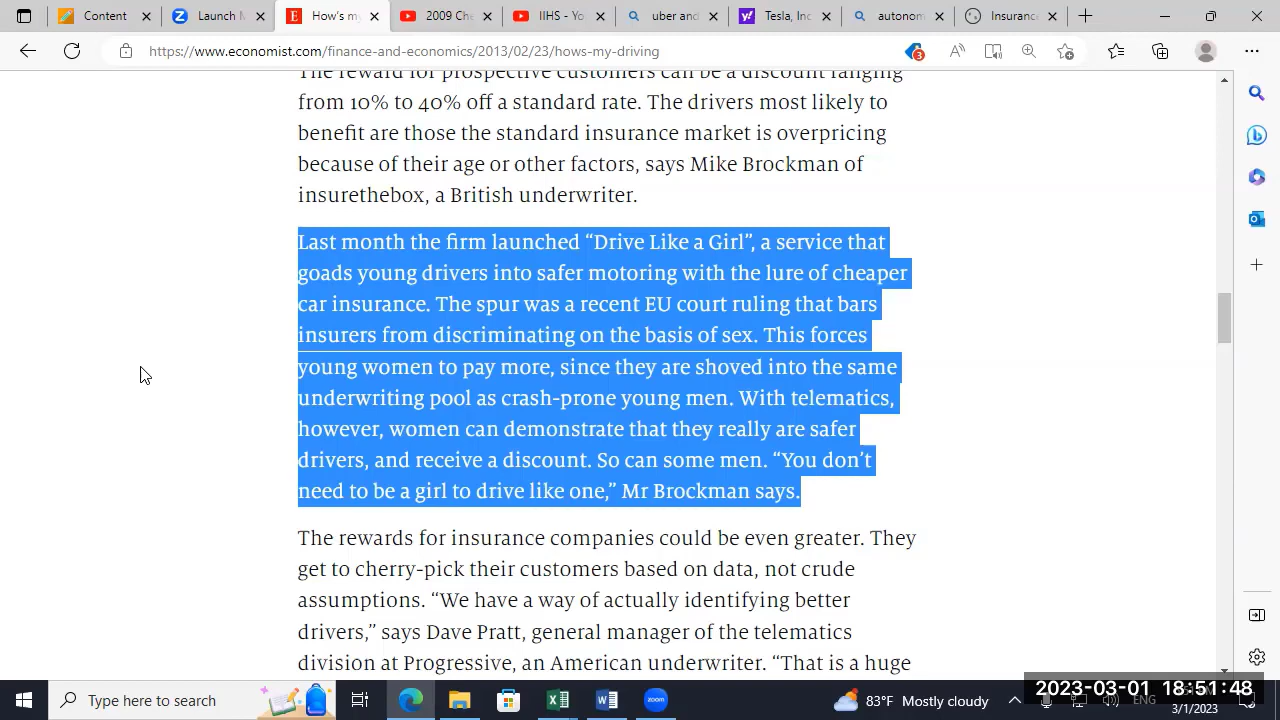 Content
Launch M
How's my
2009 Che
IIHS - Yo
uber and
Tesla, Inc
autonom
Insurance
https://www.economist.com/finance-and-economics/2013/02/23/hows-my-driving
3
The reward for prospective customers can be a discount ranging
from 10% to 40% off a standard rate. The drivers most likely to
benefit are those the standard insurance market is overpricing
because of their age or other factors, says Mike Brockman of
insurethebox, a British underwriter.
Last month the firm launched “Drive Like a Girl”, a service that
goads young drivers into safer motoring with the lure of cheaper
car insurance. The spur was a recent EU court ruling that bars
insurers from discriminating on the basis of sex. This forces
young women to pay more, since they are shoved into the same
underwriting pool as crash-prone young men. With telematics,
however, women can demonstrate that they really are safer
drivers, and receive a discount. So can some men. “You don’t
need to be a girl to drive like one,” Mr Brockman says.
The rewards for insurance companies could be even greater. They
get to cherry-pick their customers based on data, not crude
assumptions. “We have a way of actually identifying better
drivers,” says Dave Pratt, general manager of the telematics
division at Progressive, an American underwriter. “That is a huge
2023-03-01 18:51:48
Type here to search
zoom
83°F Mostly cloudy
ENG
3/1/2023